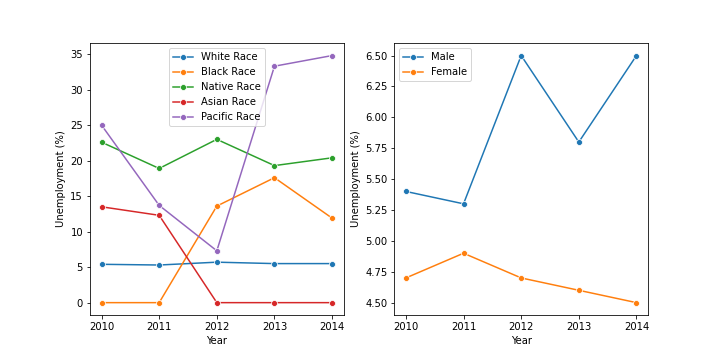 35
30
25
20
15
10
5
0
Unemployment (%)
2010 2011 2012 2013 2014
Year
White Race
Black Race
Native Race
Asian Race
Pacific Race
6.50
6.25
6.00
5.75
5.50
5.25
5.00
4.75
4.50
Unemployment (%)
2010 2011 2012 2013 2014
Year
Male
Female